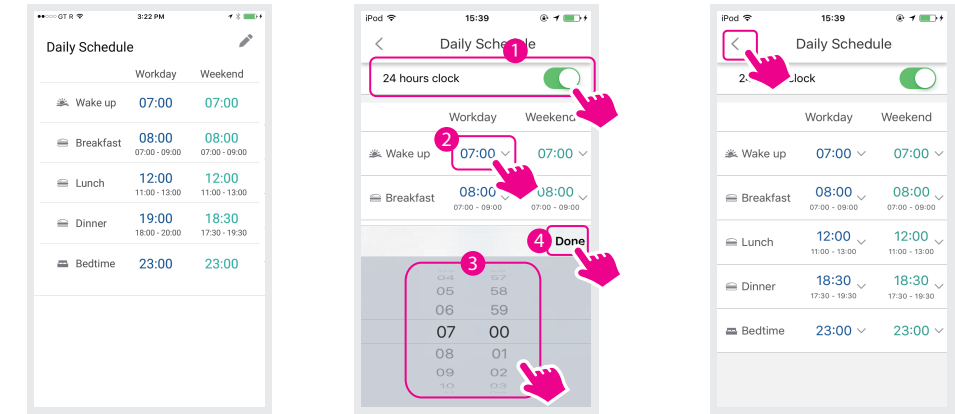 GT R
3:22 PM
Daily Schedule
Workday Weekend
Wake up 07:00 07:00
Breakfast 08:00 08:00
07:00 - 09:00 07:00 - 09:00
Lunch 12:00 12:00
11:00 - 13:00 11:00 - 13:00
Dinner 19:00 18:30
18:00 - 20:00 17:30 - 19:30
Bedtime 23:00 23:00
iPod 15:39
Daily Schedule
1
24 hours clock
Workday Weekend
2
Wake up 07:00 07:00
Breakfast 08:00 08:00
07:00 - 09:00 07:00 - 09:00
4 Done
3
04 57
05 58
06 59
07 00
08 01
09 02
10 03
iPod 15:39
Daily Schedule
clock
Workday Weekend
Wake up 07:00 07:00
Breakfast 08:00 08:00
07:00 - 09:00 07:00 - 09:00
Lunch 12:00 12:00
11:00 - 13:00 11:00 - 13:00
Dinner 18:30 18:30
17:30 - 19:30 17:30 - 19:30
Bedtime 23:00 23:00